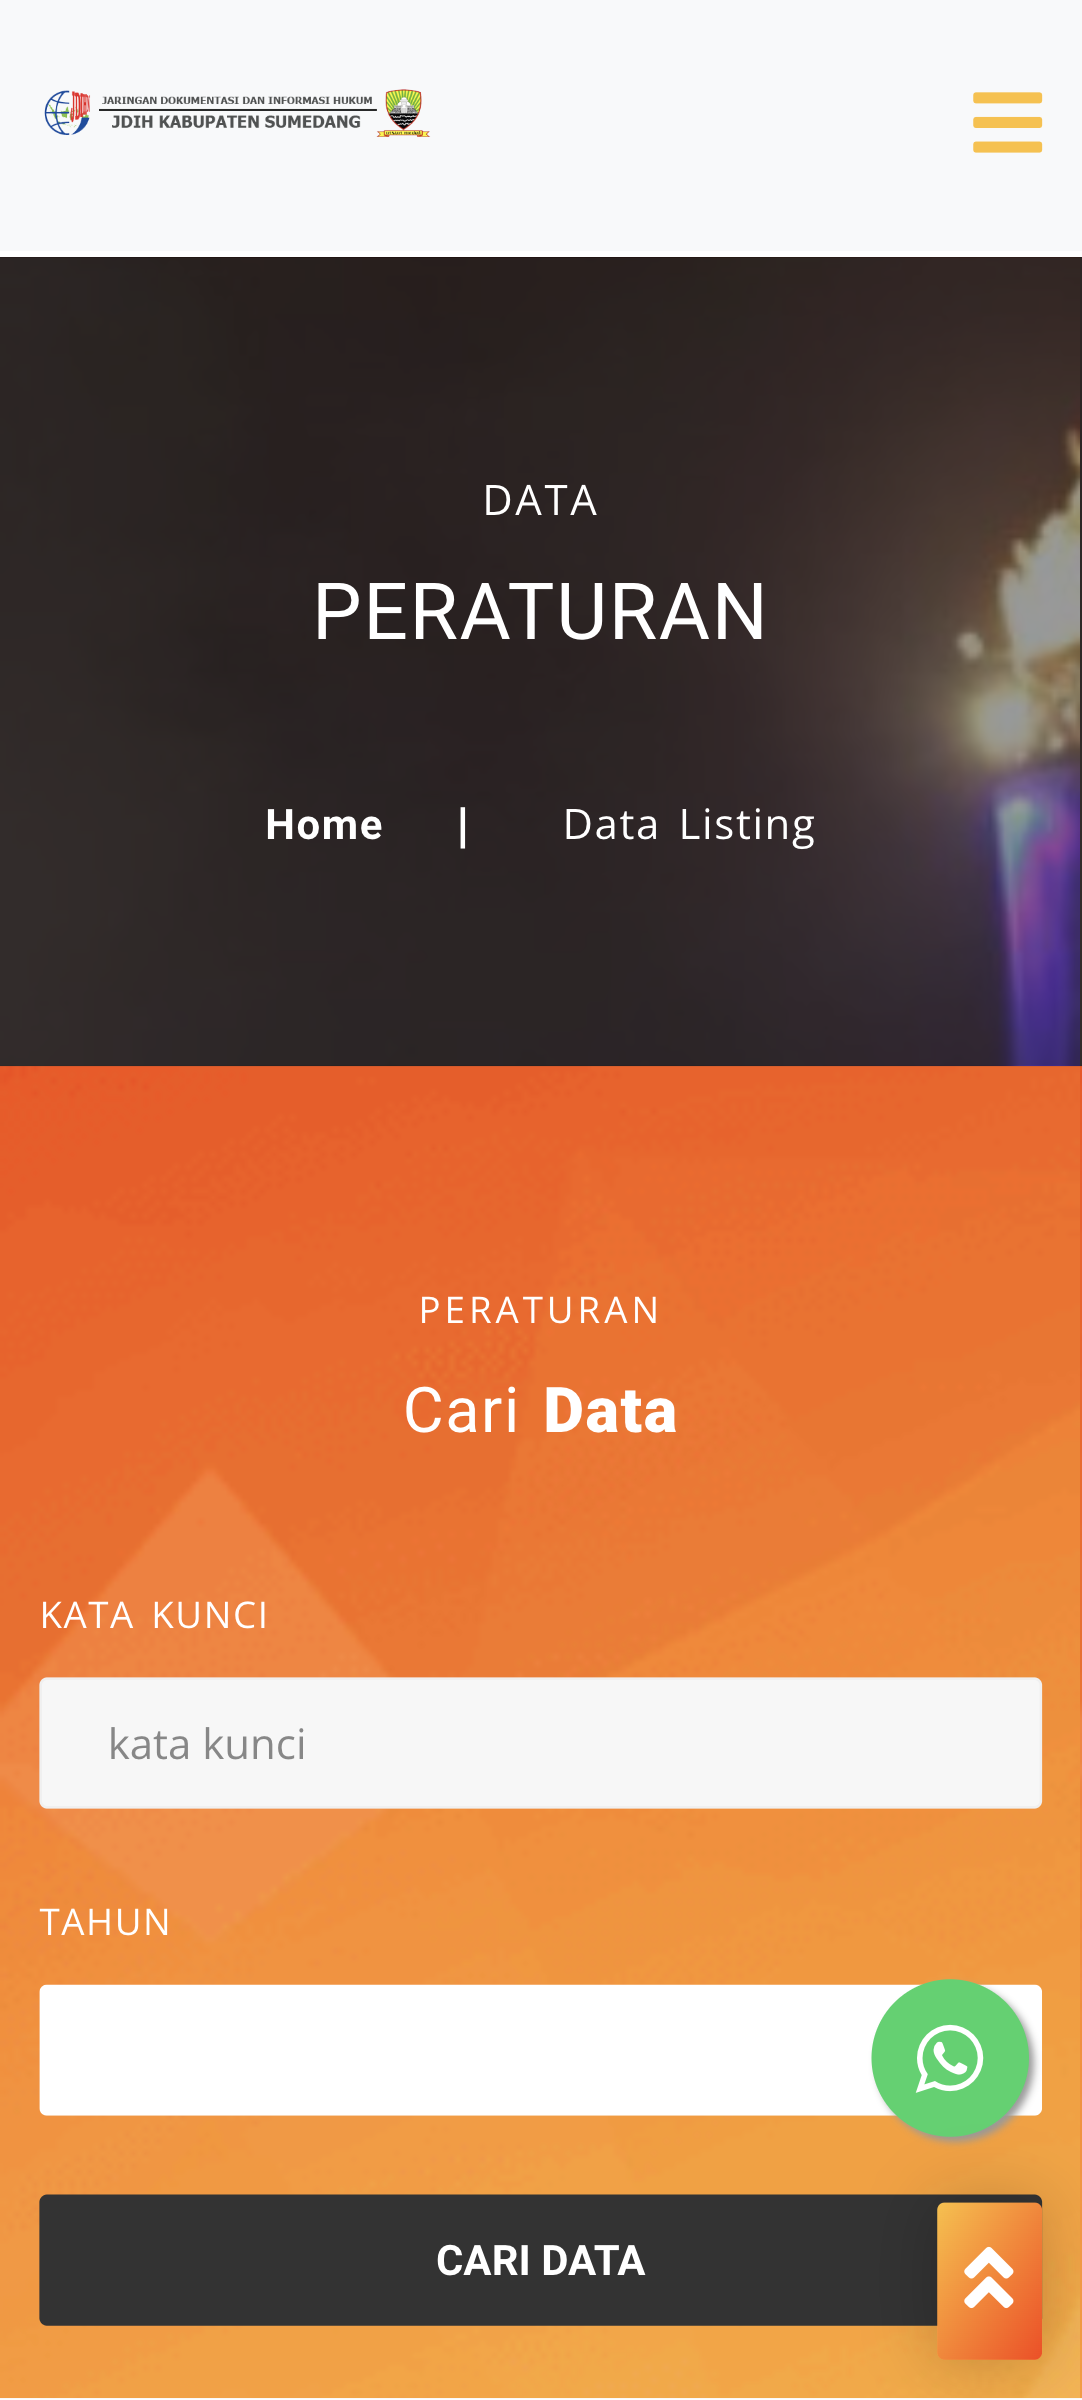 JARINGAN DOKUMENTASI DAN INFORMASI HUKUM
JDIH KABUPATEN SUMEDANG
DATA
PERATURAN
Home | Data Listing
PERATURAN
Cari Data
KATA KUNCI
kata kunci
TAHUN
CARI DATA